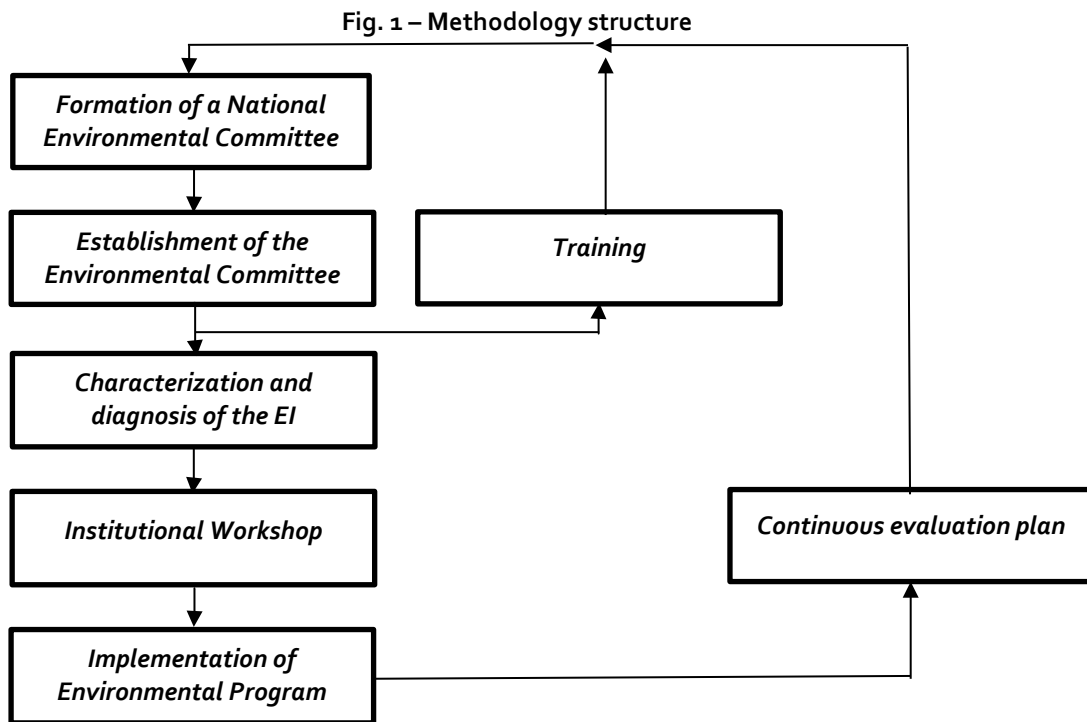 Fig. 1 – Methodology structure
Formation of a National
Environmental Committee
Establishment of the
Environmental Committee
Training
Characterization and
diagnosis of the EI
Institutional Workshop
Continuous evaluation plan
Implementation of
Environmental Program